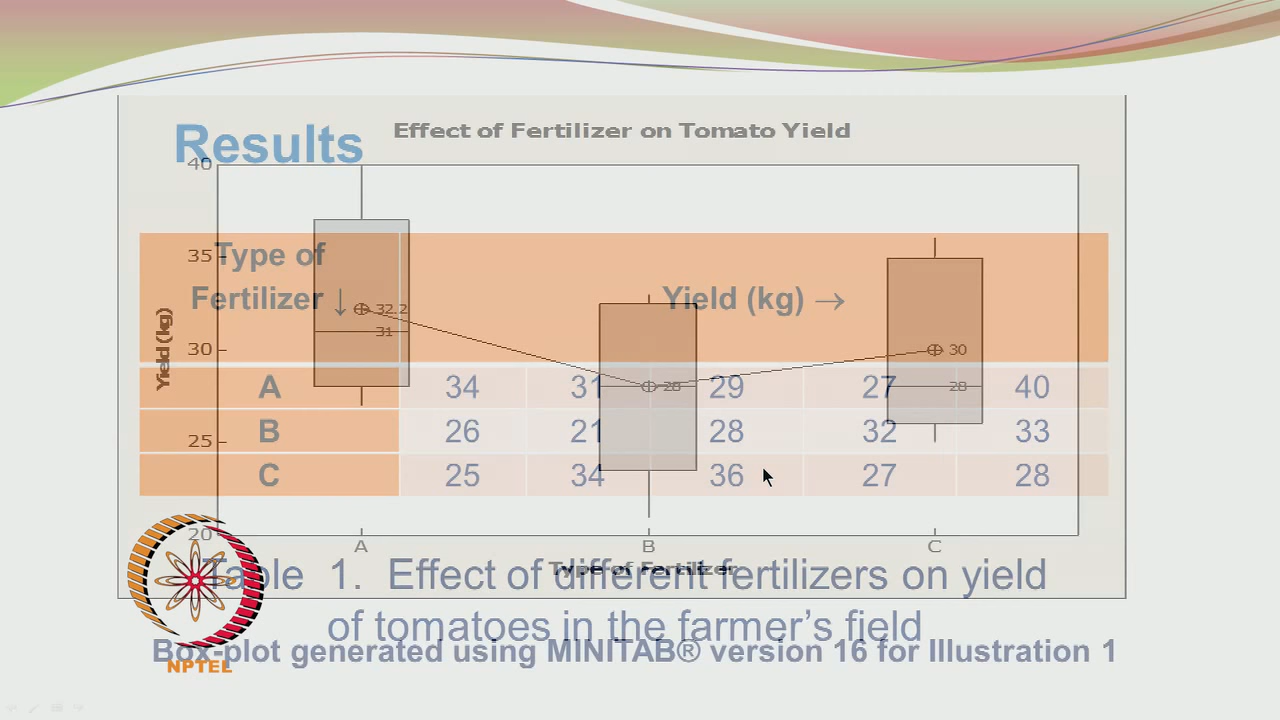 Results
Effect of Fertilizer on Tomato Yield
40
35
30
25
20
Yield (kg)
Type of
Fertilizer ↓
Yield (kg) →
32.2
31
28
30
28
A 34 31 29 27 40
B 26 21 28 32 33
C 25 34 36 27 28
A B C
Type of Fertilizer
Table 1. Effect of different fertilizers on yield
of tomatoes in the farmer’s field
Box-plot generated using MINITAB® version 16 for Illustration 1
NPTEL